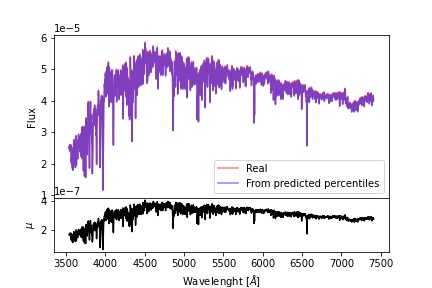 1e−5
6
5
4
3
2
1
Flux
Real
From predicted percentiles
1e−7
4
2
μ
3500 4000 4500 5000 5500 6000 6500 7000 7500
Wavelenght [Å]